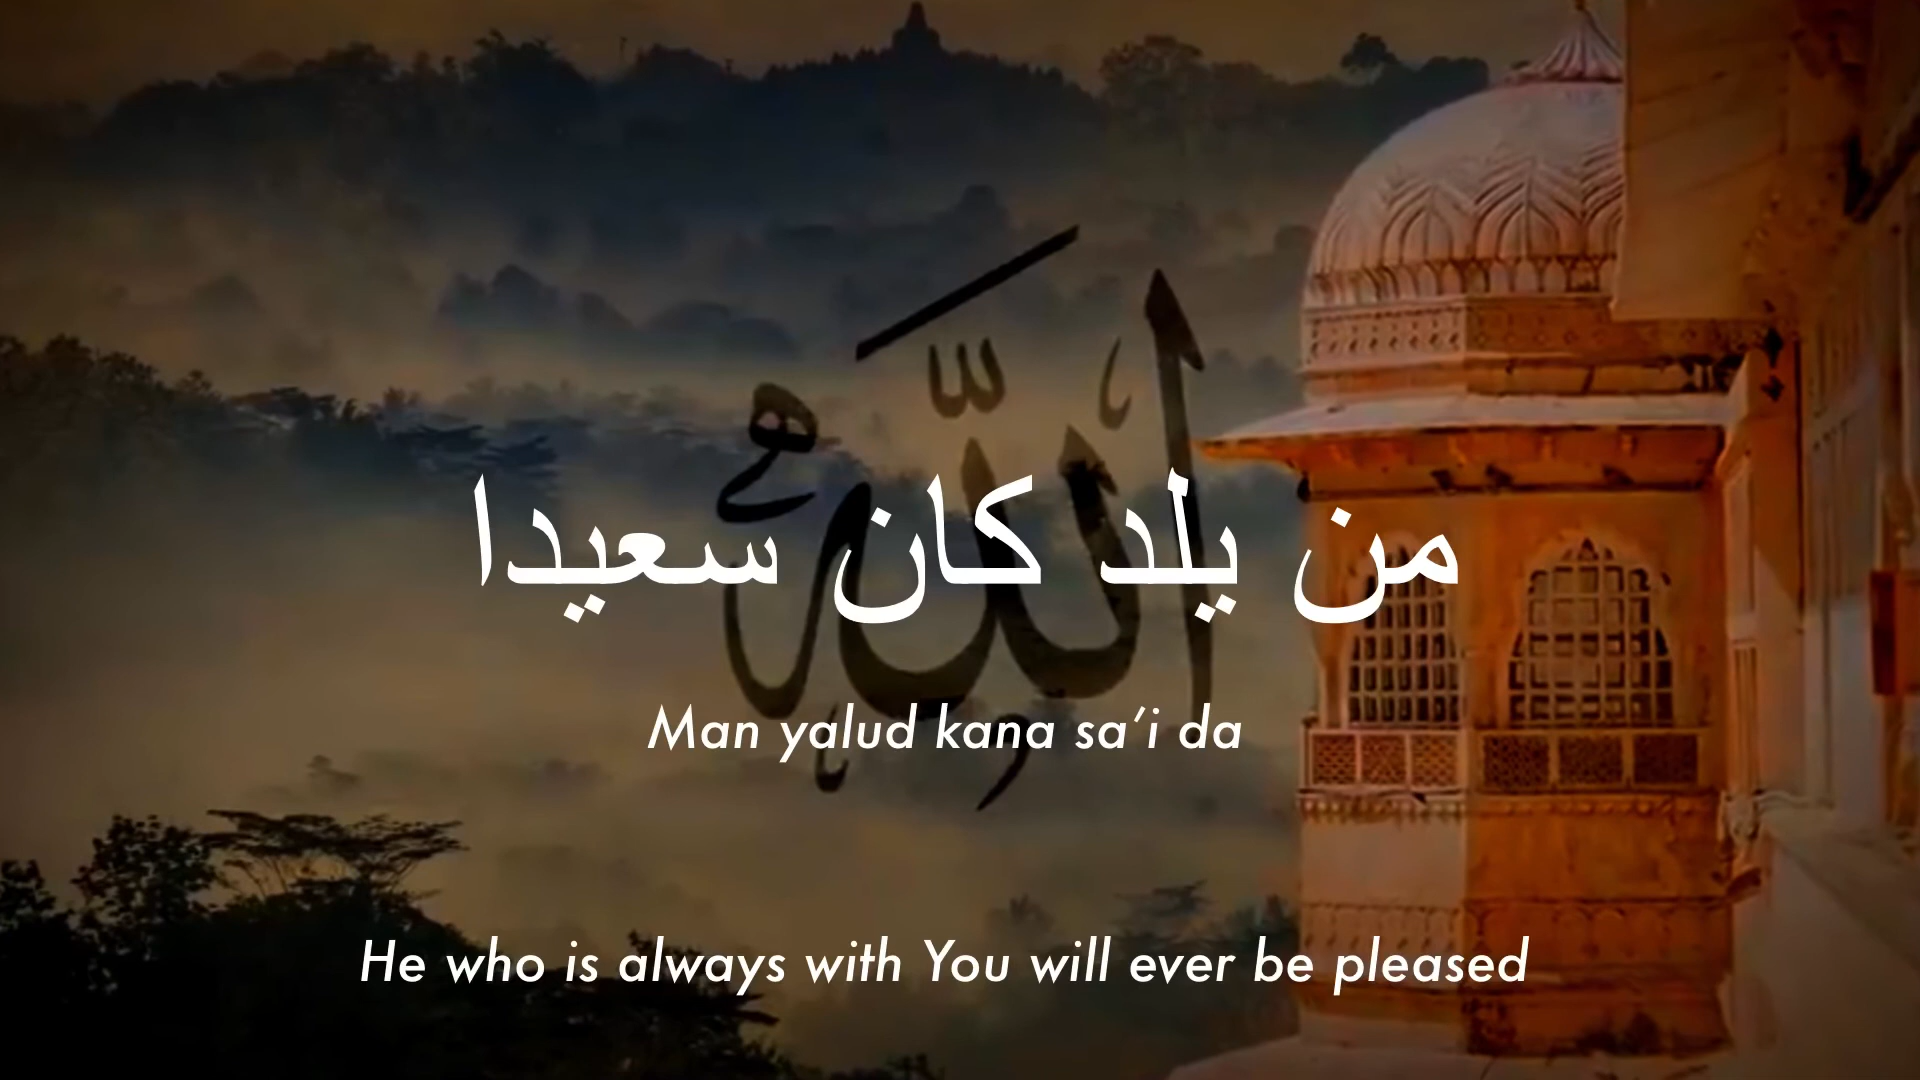 الله
من يلد كان سعيدا
Man yalud kana sa’i da
He who is always with You will ever be pleased